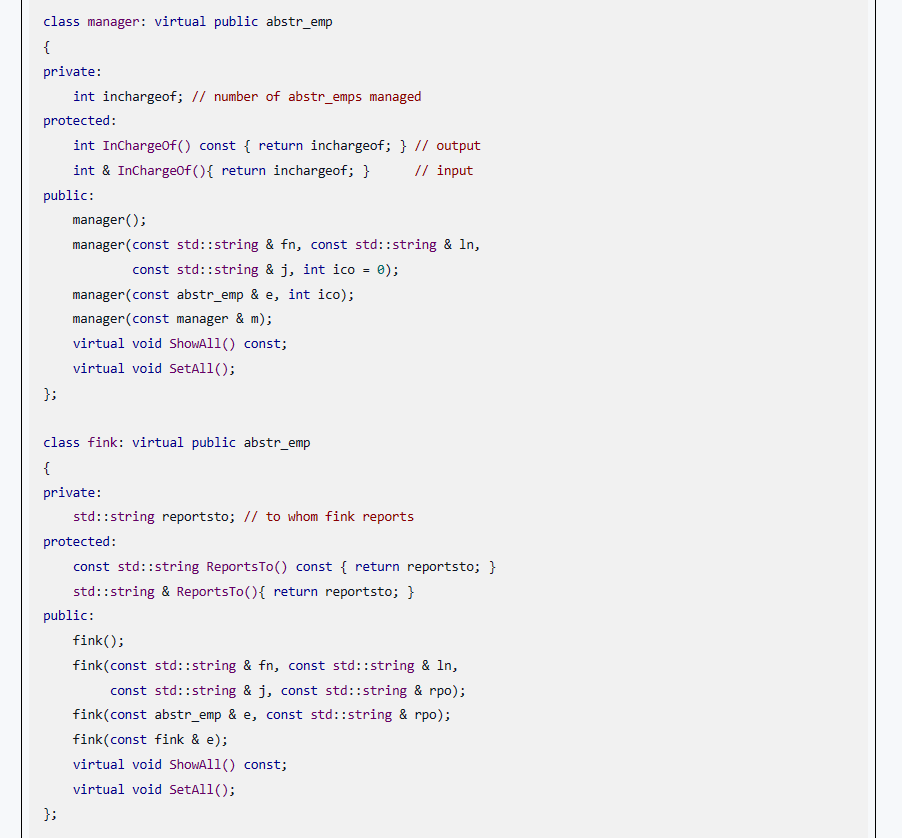 class manager: virtual public abstr_emp
{
private:
    int inchargeof; // number of abstr_emps managed
protected:
    int InChargeOf() const { return inchargeof; } // output
    int & InChargeOf(){ return inchargeof; }      // input
public:
    manager();
    manager(const std::string & fn, const std::string & ln,
            const std::string & j, int ico = 0);
    manager(const abstr_emp & e, int ico);
    manager(const manager & m);
    virtual void ShowAll() const;
    virtual void SetAll();
};

class fink: virtual public abstr_emp
{
private:
    std::string reportsto; // to whom fink reports
protected:
    const std::string ReportsTo() const { return reportsto; }
    std::string & ReportsTo(){ return reportsto; }
public:
    fink();
    fink(const std::string & fn, const std::string & ln,
         const std::string & j, const std::string & rpo);
    fink(const abstr_emp & e, const std::string & rpo);
    fink(const fink & e);
    virtual void ShowAll() const;
    virtual void SetAll();
};